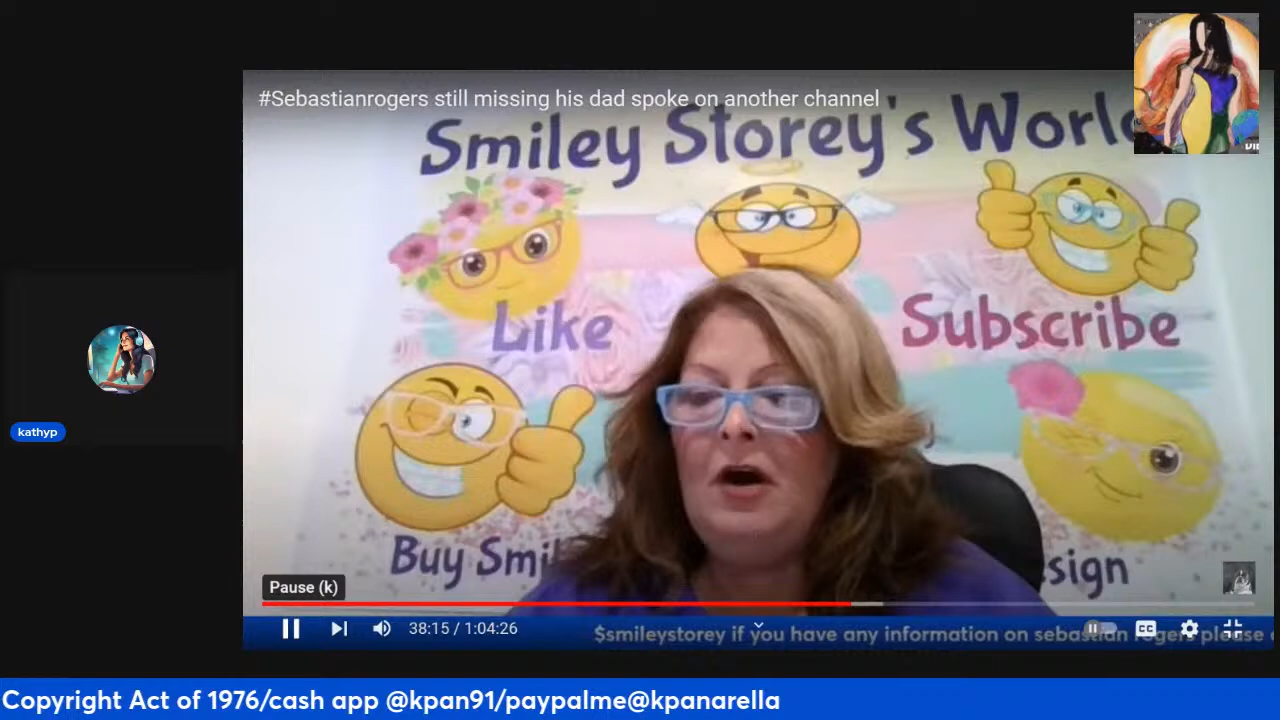 #Sebastianrogers still missing his dad spoke on another channel
Smiley Storey's World
Like
Subscribe
kathyp
Buy Smi
sign
Pause (k)
38:15 / 1:04:26
CC
$smileystorey if you have any information on sebastian rogers please
Copyright Act of 1976/cash app @kpan91/paypalme@kpanarella